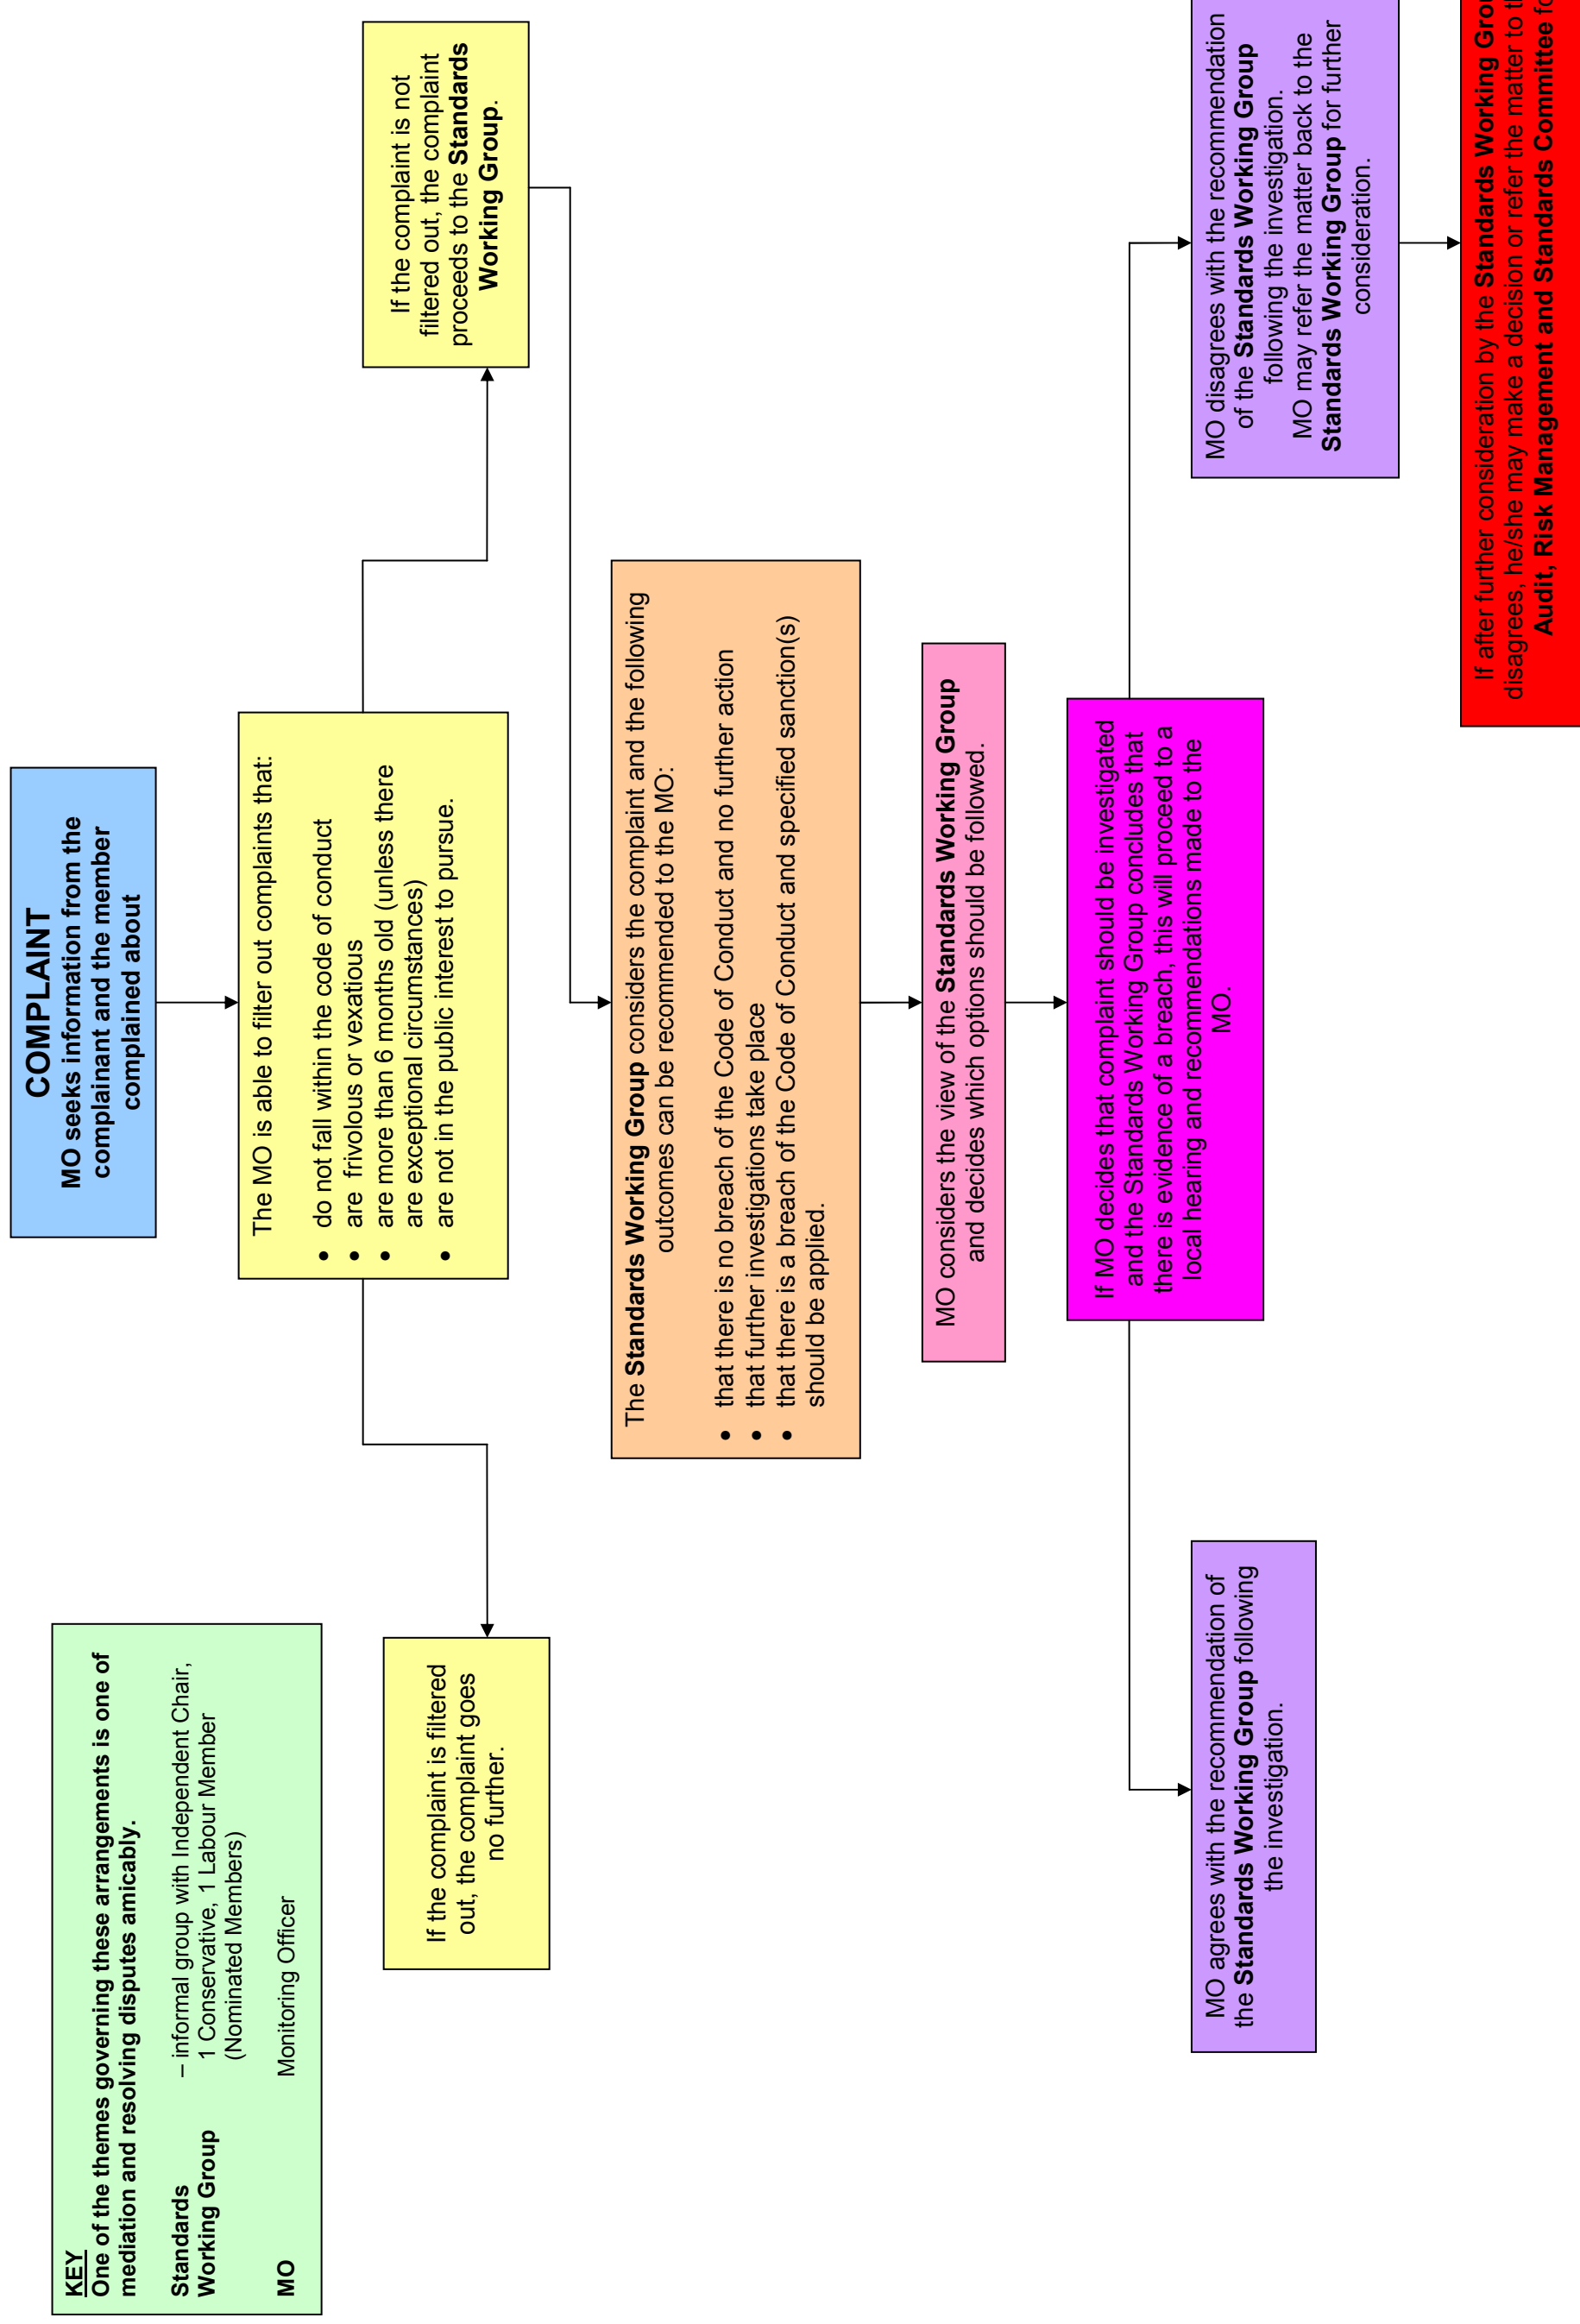 KEY
One of the themes governing these arrangements is one of
mediation and resolving disputes amicably.
Standards – informal group with Independent Chair,
Working Group 1 Conservative, 1 Labour Member
(Nominated Members)
MO Monitoring Officer
COMPLAINT
MO seeks information from the
complainant and the member
complained about
The MO is able to filter out complaints that:
• do not fall within the code of conduct
• are frivolous or vexatious
• are more than 6 months old (unless there
are exceptional circumstances)
• are not in the public interest to pursue.
If the complaint is filtered
out, the complaint goes
no further.
If the complaint is not
filtered out, the complaint
proceeds to the Standards
Working Group.
The Standards Working Group considers the complaint and the following
outcomes can be recommended to the MO:
• that there is no breach of the Code of Conduct and no further action
• that further investigations take place
• that there is a breach of the Code of Conduct and specified sanction(s)
should be applied.
MO considers the view of the Standards Working Group
and decides which options should be followed.
If MO decides that complaint should be investigated
and the Standards Working Group concludes that
there is evidence of a breach, this will proceed to a
local hearing and recommendations made to the
MO.
MO agrees with the recommendation of
the Standards Working Group following
the investigation.
MO disagrees with the recommendation
of the Standards Working Group
following the investigation.
MO may refer the matter back to the
Standards Working Group for further
consideration.
If after further consideration by the Standards Working
disagrees, he/she may make a decision or refer the matter to
Audit, Risk Management and Standards Committee